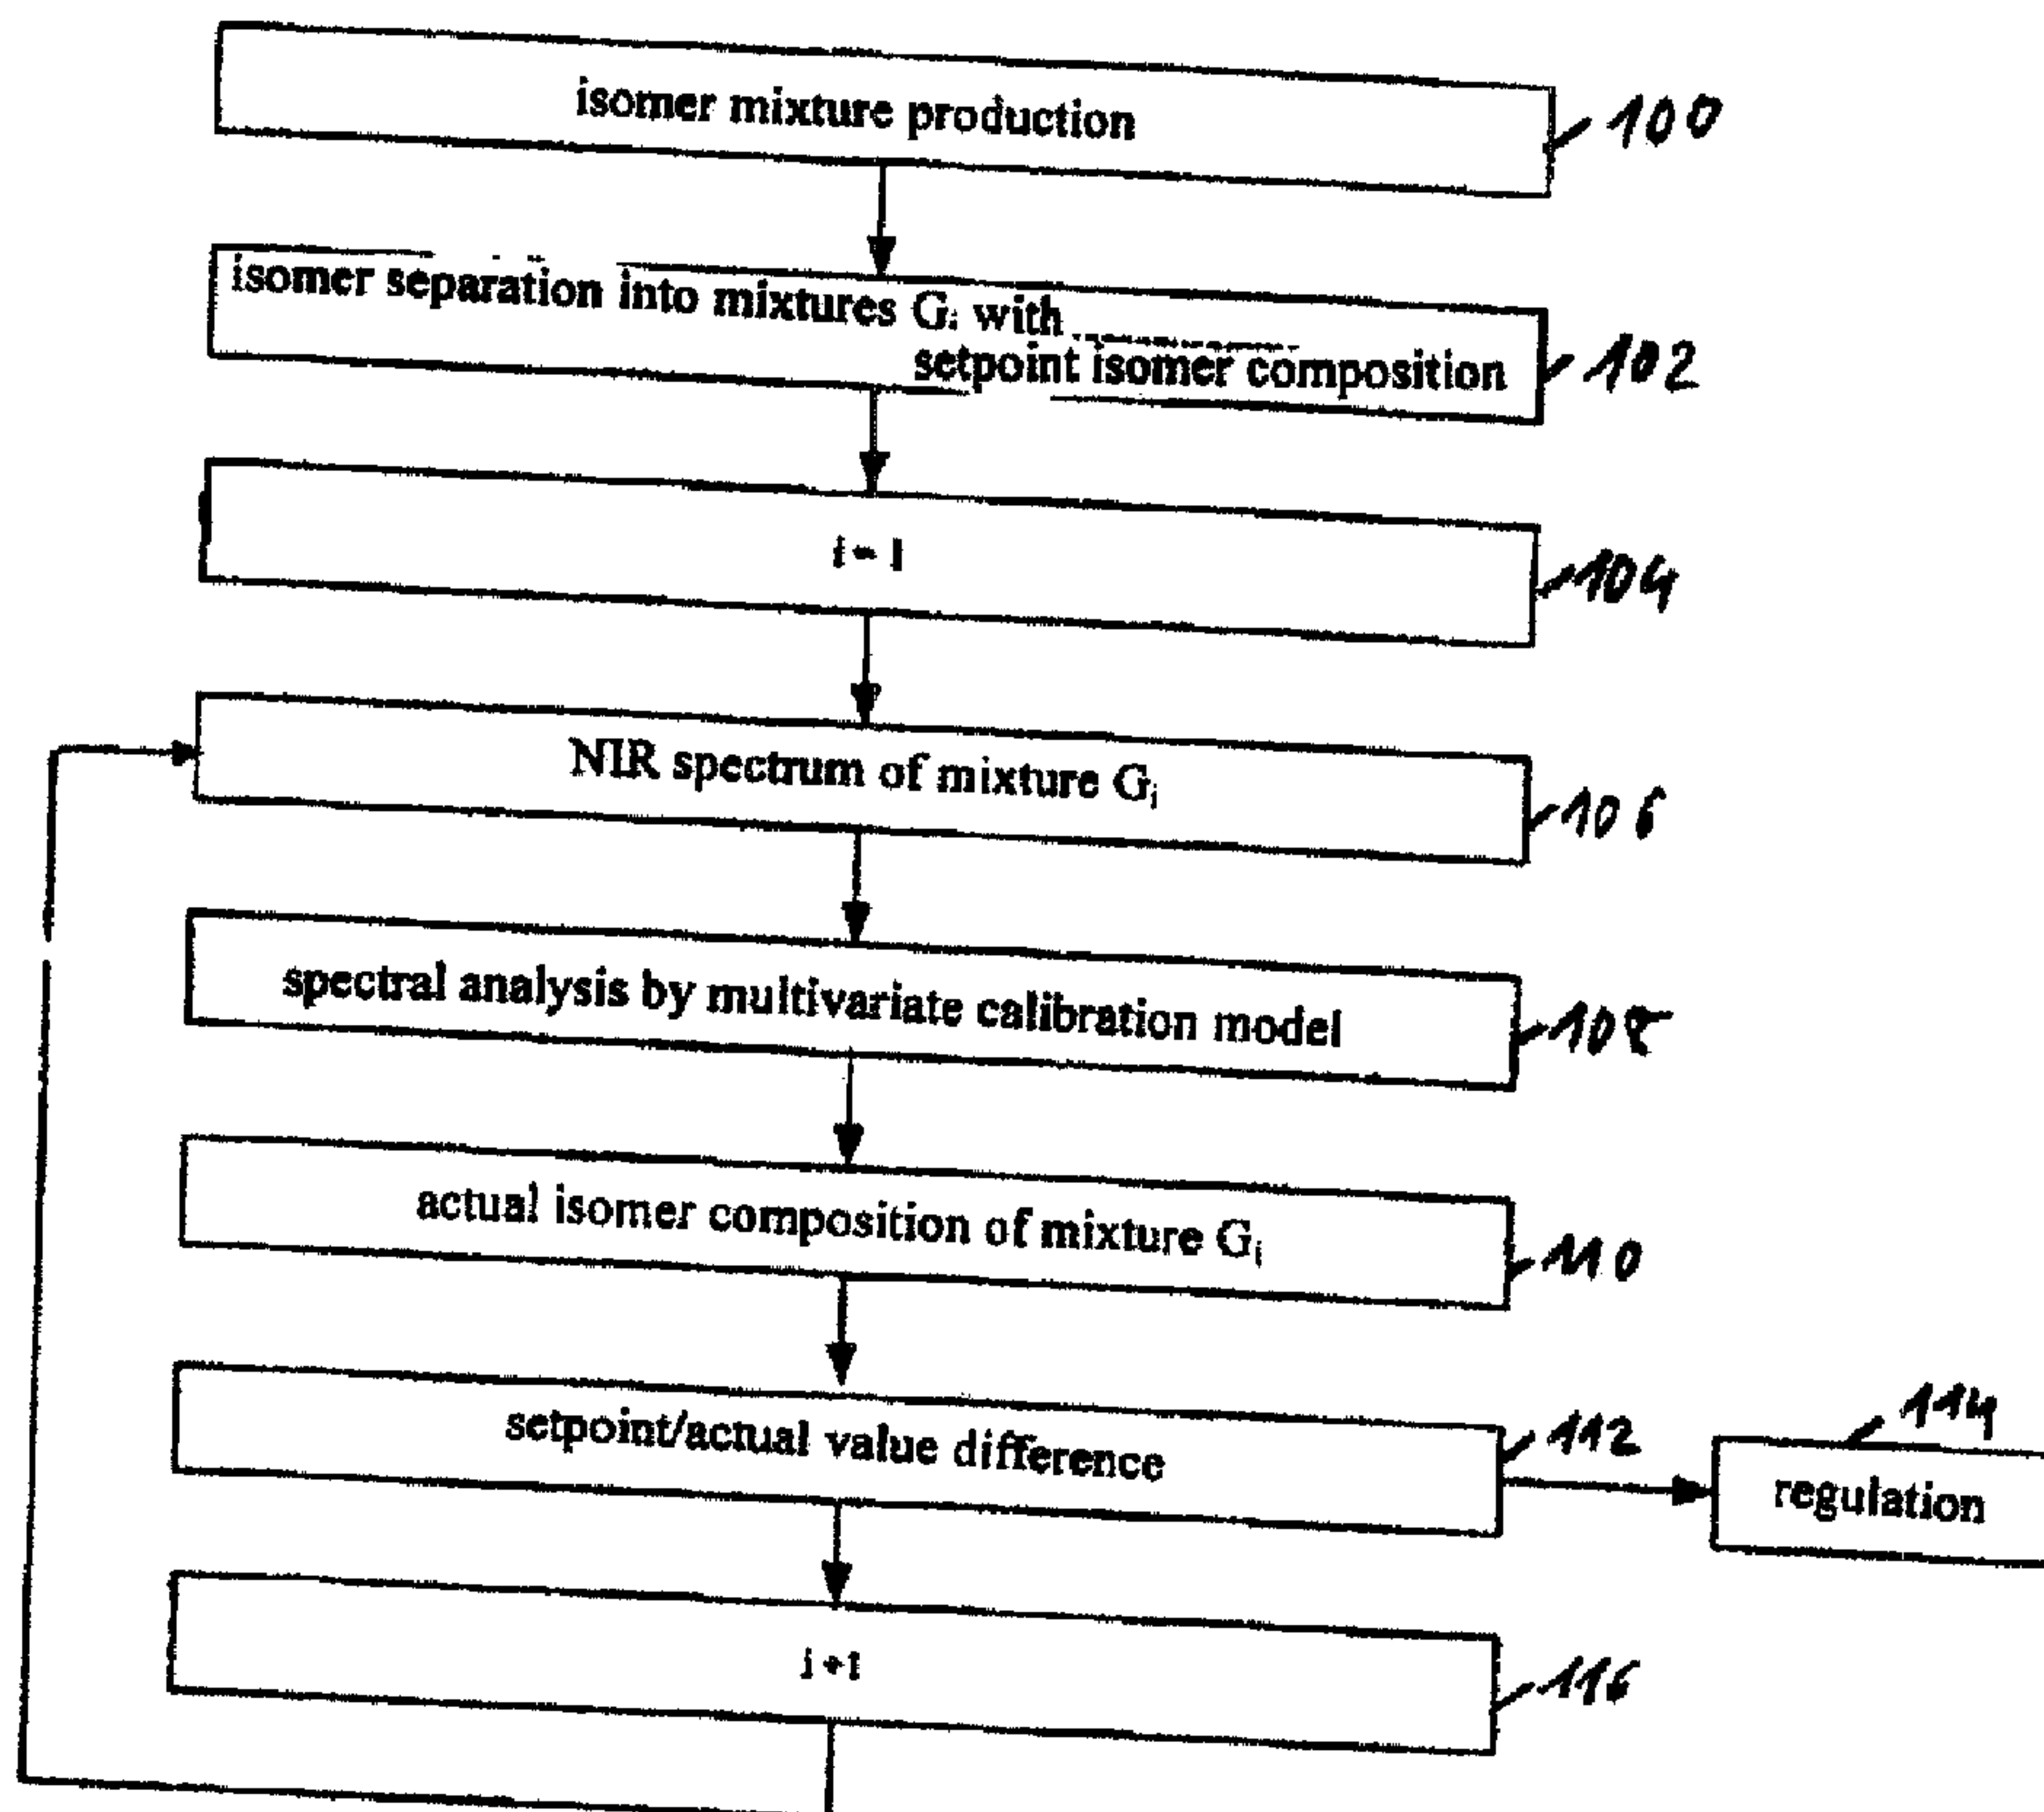 isomer mixture production
100
isomer separation into mixtures Gᵢ with
setpoint isomer composition
102
i = 1
104
NIR spectrum of mixture Gᵢ
106
spectral analysis by multivariate calibration model
108
actual isomer composition of mixture Gᵢ
110
setpoint/actual value difference
112
114
regulation
i +1
116